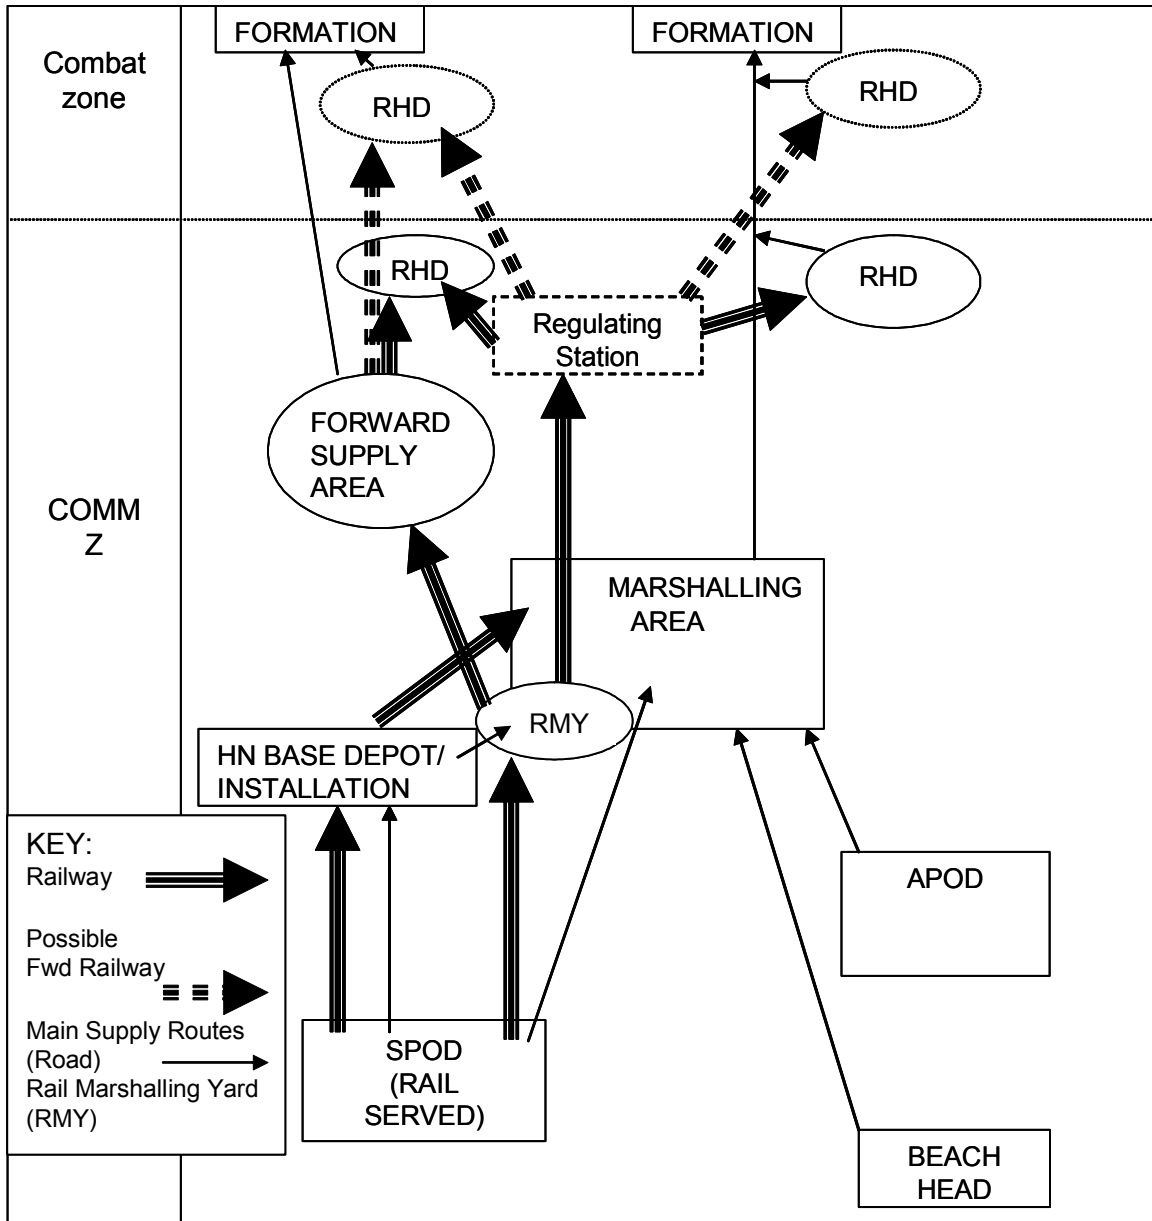 FORMATION
FORMATION
Combat
zone
RHD
RHD
RHD
RHD
Regulating
Station
FORWARD
SUPPLY
AREA
COMM
Z
MARSHALLING
AREA
RMY
HN BASE DEPOT/
INSTALLATION
KEY:
Railway
Possible
Fwd Railway
Main Supply Routes
(Road)
Rail Marshalling Yard
(RMY)
APOD
SPOD
(RAIL
SERVED)
BEACH
HEAD